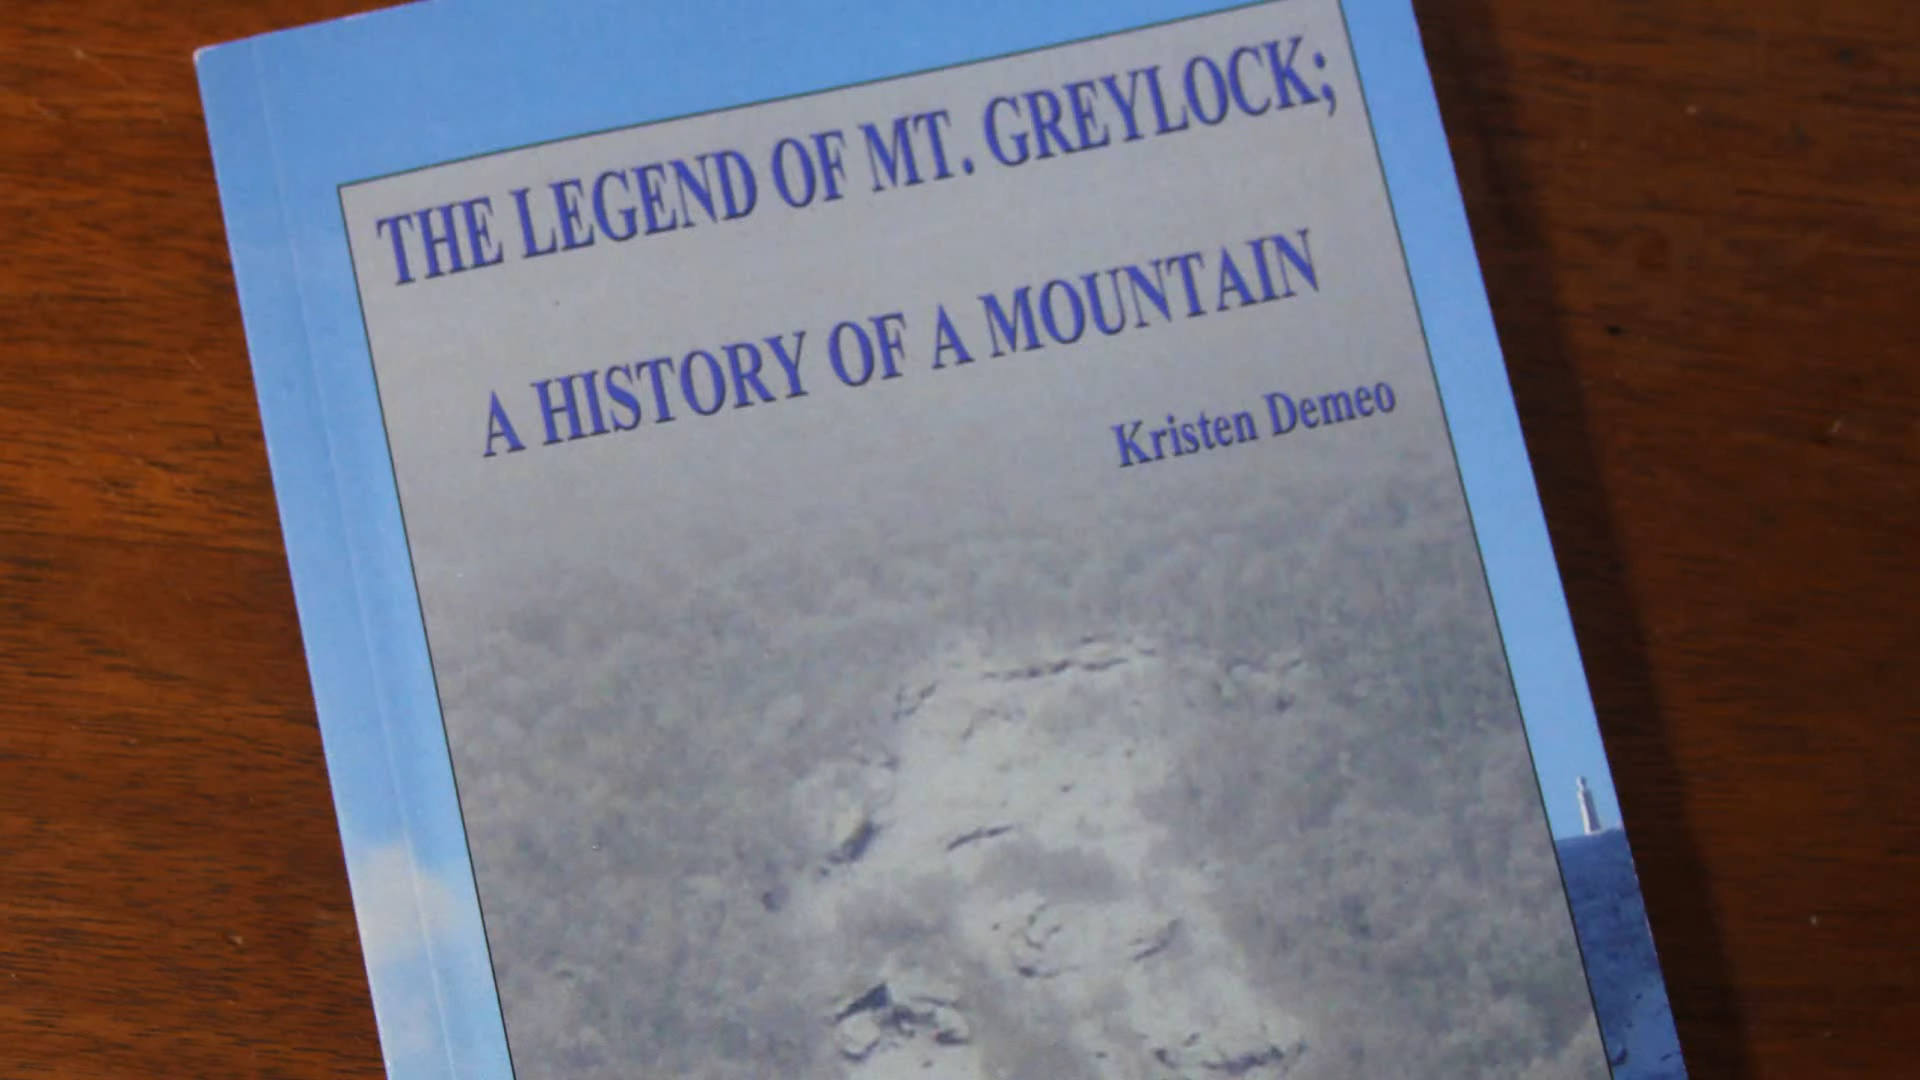 THE LEGEND OF MT. GREYLOCK;
A HISTORY OF A MOUNTAIN
Kristen Demeo